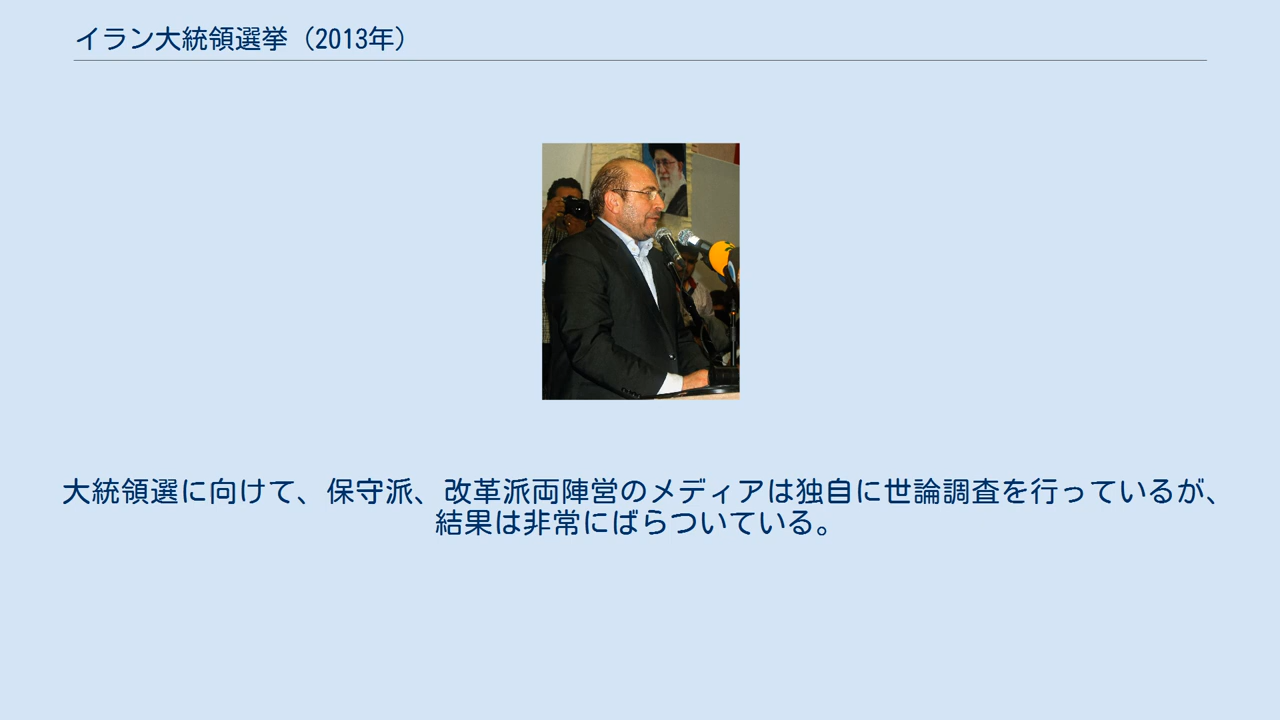 イラン大統領選挙（2013年）
大統領選に向けて、保守派、改革派両陣営のメディアは独自に世論調査を行っているが、
結果は非常にばらついている。